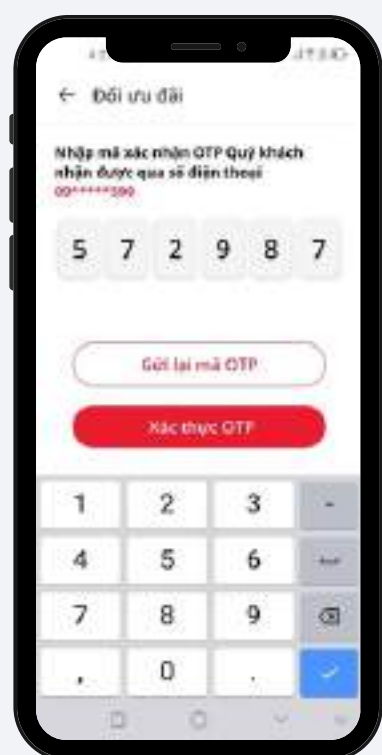 ← Đổi ưu đãi
Nhập mã xác nhận OTP Quý khách
nhận được qua số điện thoại
09*****599
5 7 2 9 8 7
Gửi lại mã OTP
Xác thực OTP
1 2 3 -
4 5 6
7 8 9
, 0 .